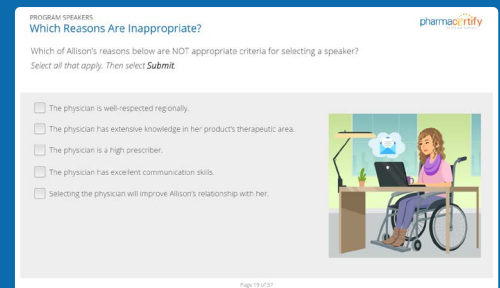 PROGRAM SPEAKERS
Which Reasons Are Inappropriate?
pharmacertify
Which of Allison's reasons below are NOT appropriate criteria for selecting a speaker?
Select all that apply. Then select Submit.
The physician is well-respected regionally.
The physician has extensive knowledge in her product's therapeutic area.
The physician is a high prescriber.
The physician has excellent communication skills.
Selecting the physician will improve Allison's relationship with her.
Page 19 of 37